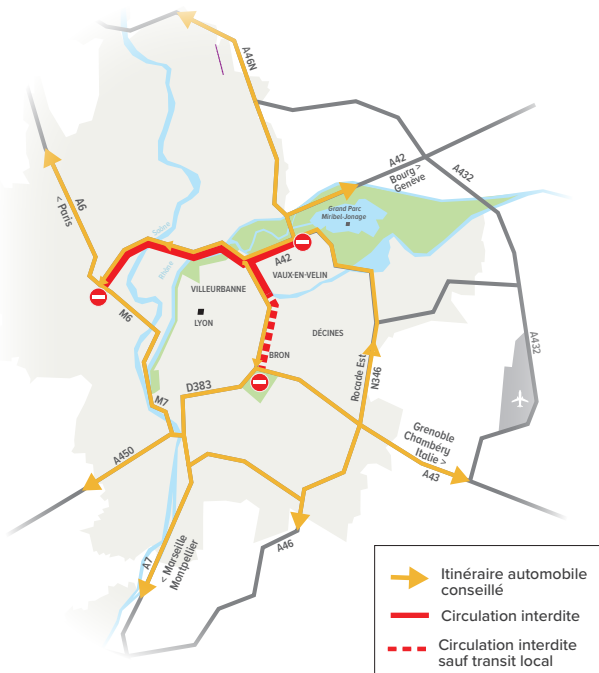 A46N
A42
Bourg >
Genève
A432
A6
< Paris
Grand Parc
Miribel-Jonage
Saône
Rhône
A42
VAUX-EN-VELIN
VILLEURBANNE
LYON
M6
DÉCINES
BRON
A432
Rocade Est
N346
D383
M7
Grenoble
Chambéry
Italie >
A43
A450
A46
A7
< Marseille
Montpellier
Itinéraire automobile
conseillé
Circulation interdite
Circulation interdite
sauf transit local